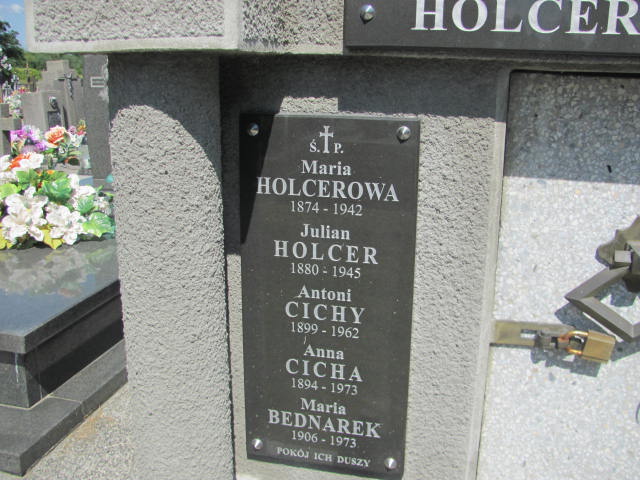 HOLCER
Ś. P.
Maria
HOLCEROWA
1874 - 1942
Julian
HOLCER
1880 - 1945
Antoni
CICHY
1899 - 1962
Anna
CICHA
1894 - 1973
Maria
BEDNAREK
1906 - 1973
POKÓJ ICH DUSZY